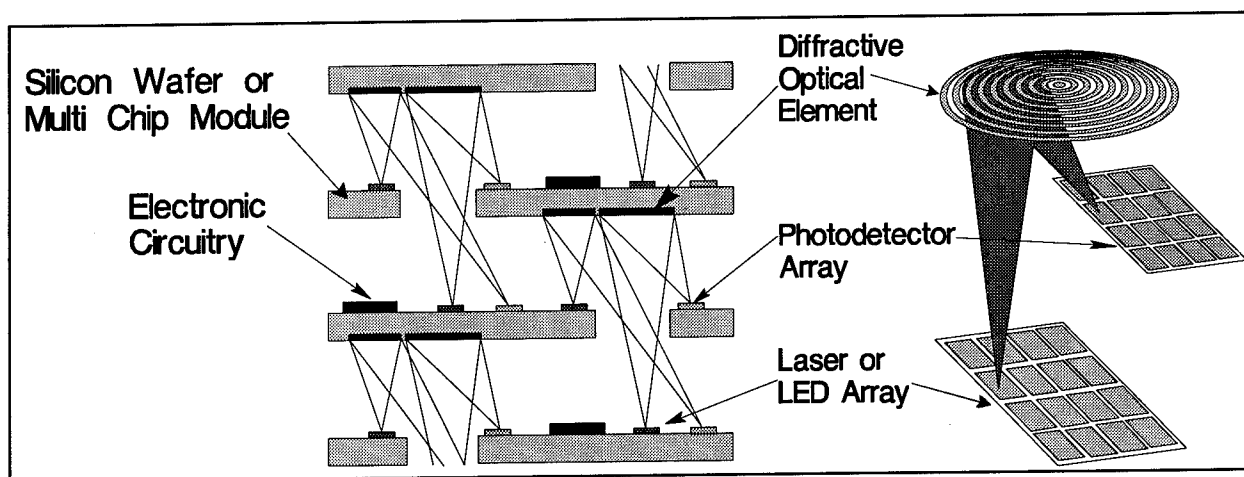 Silicon Wafer or
Multi Chip Module
Electronic
Circuitry
Diffractive
Optical
Element
Photodetector
Array
Laser or
LED Array